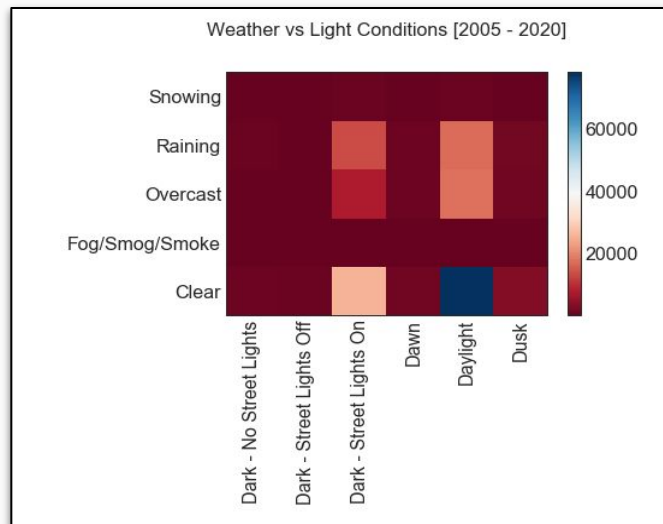 Weather vs Light Conditions [2005 - 2020]
Snowing
Raining
Overcast
Fog/Smog/Smoke
Clear
60000
40000
20000
Dark - No Street Lights
Dark - Street Lights Off
Dark - Street Lights On
Dawn
Daylight
Dusk